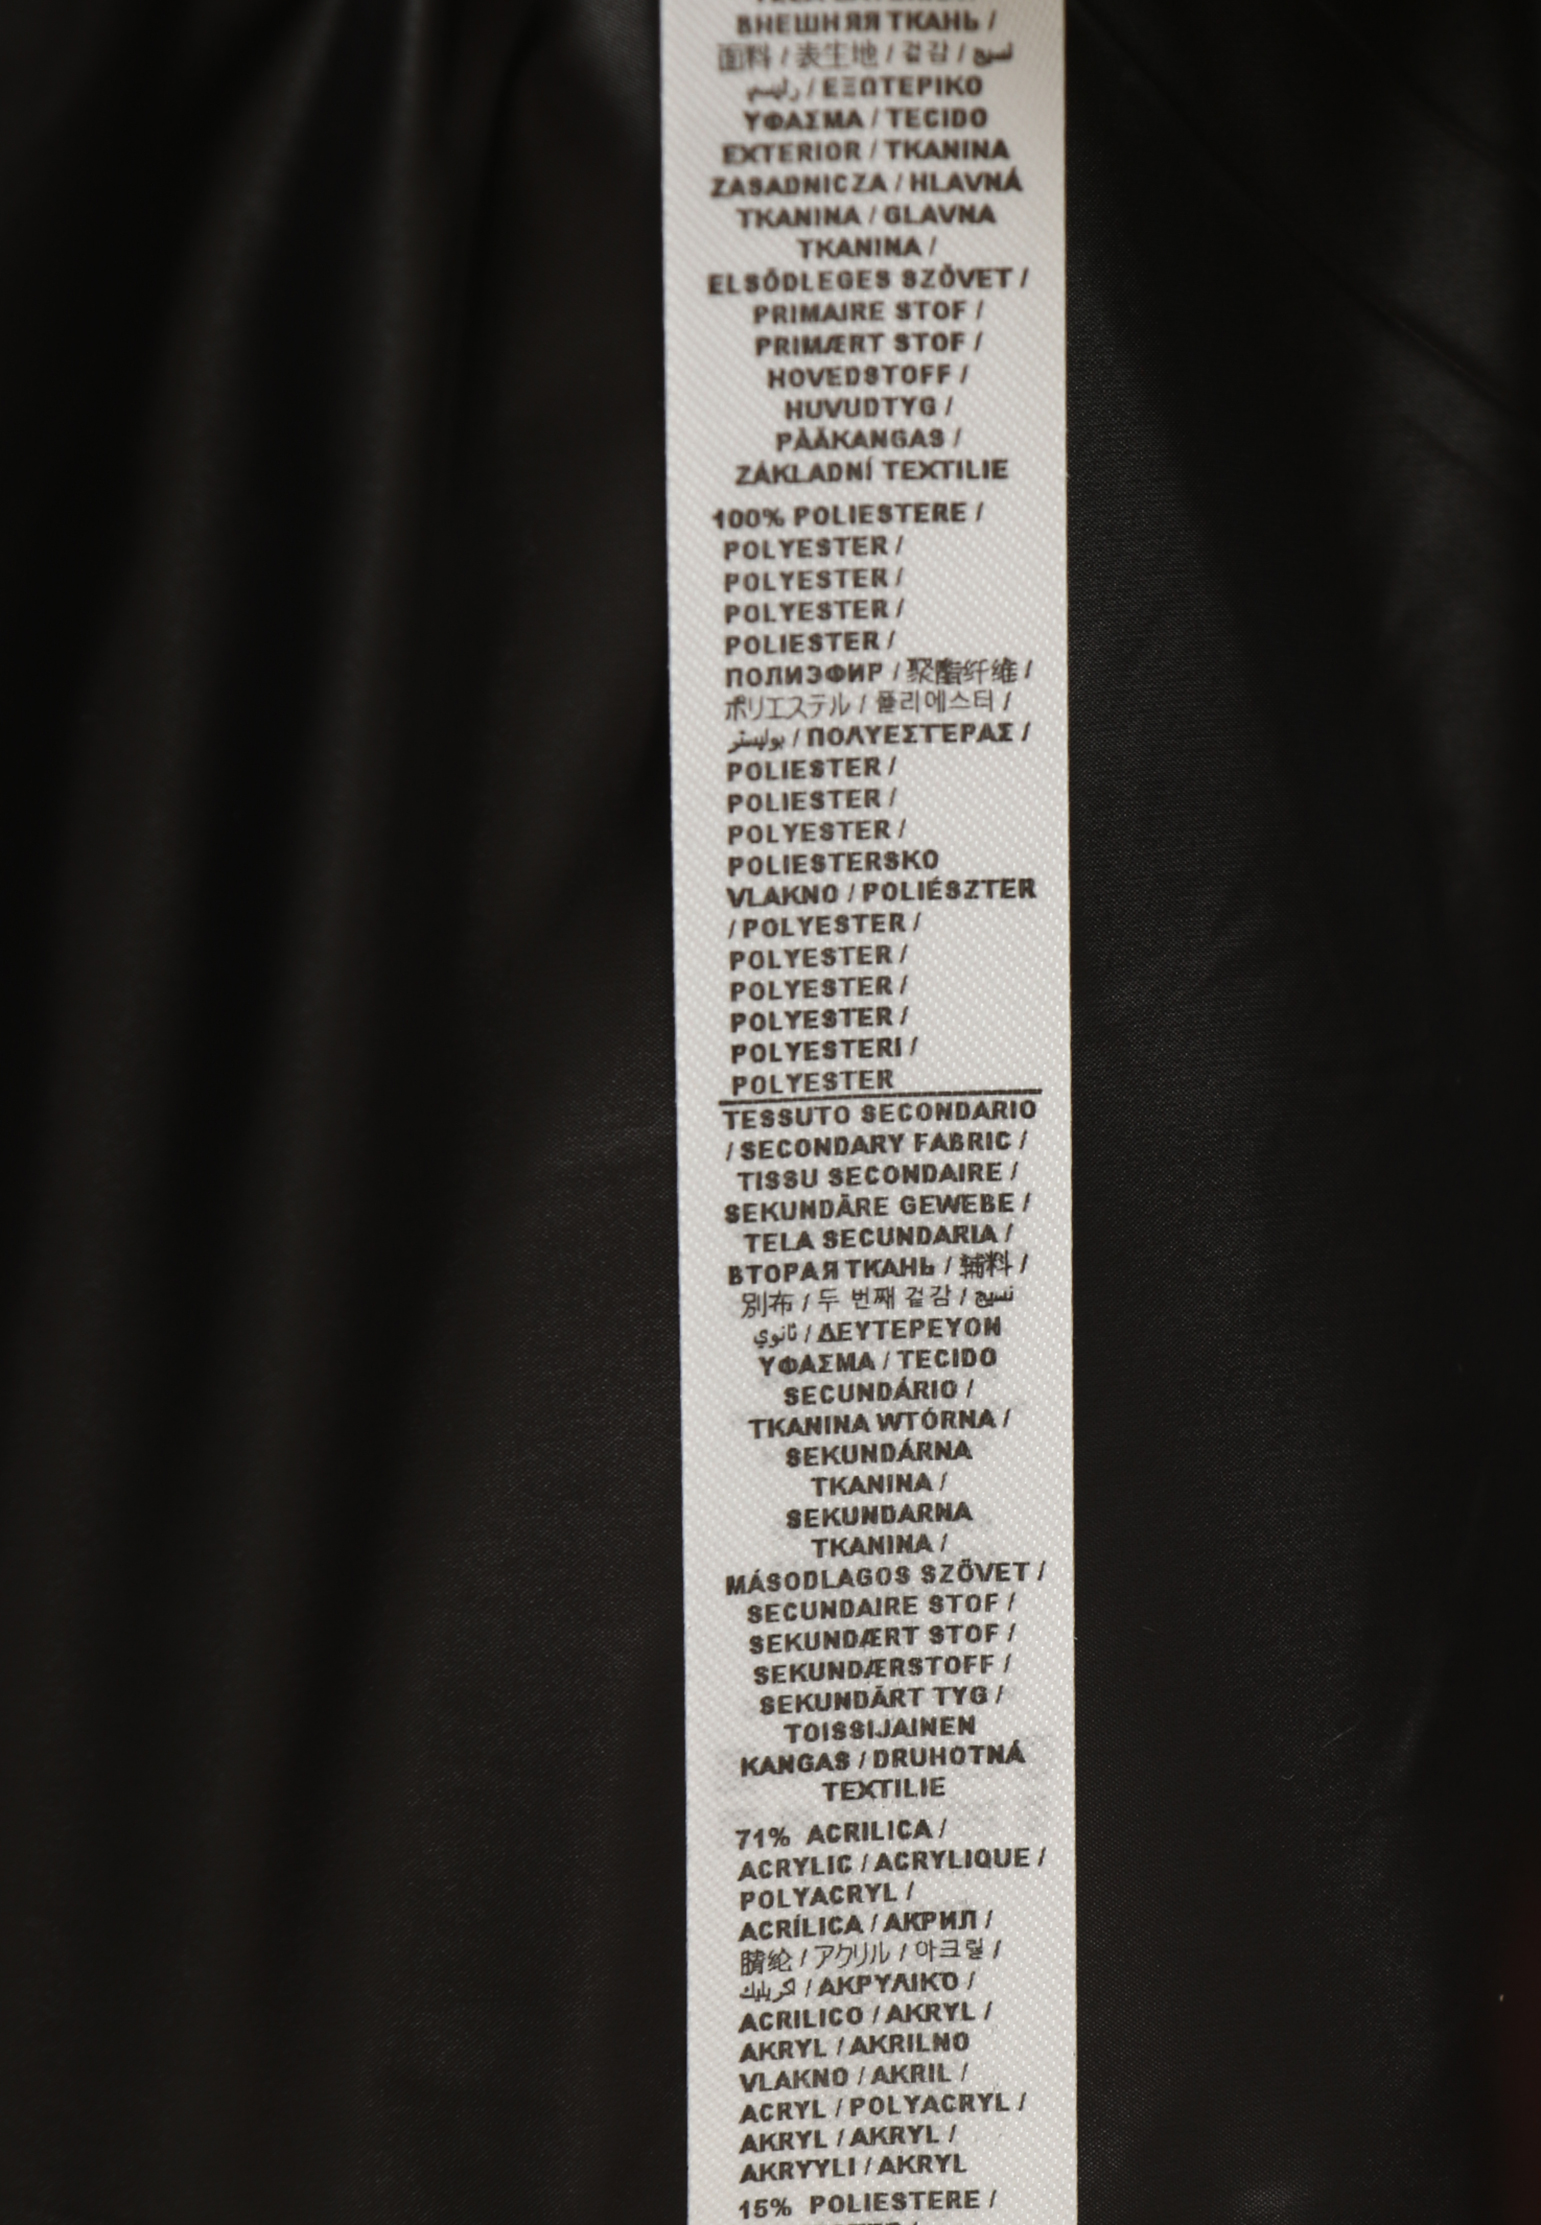 ВНЕШНЯЯ ТКАНЬ /
面料 / 表生地 / 겉감 / نسيج
رئيسي / ΕΞΩΤΕΡΙΚΟ
ΥΦΑΣΜΑ / TECIDO
EXTERIOR / TKANINA
ZASADNICZA / HLAVNÁ
TKANINA / GLAVNA
TKANINA /
ELSŐDLEGES SZÖVET /
PRIMAIRE STOF /
PRIMÆRT STOF /
HOVEDSTOFF /
HUVUDTYG /
PÄÄKANGAS /
ZÁKLADNÍ TEXTILIE
100% POLIESTERE /
POLYESTER /
POLYESTER /
POLYESTER /
POLIESTER /
ПОЛИЭФИР / 聚酯纤维 /
ポリエステル / 폴리에스터 /
بوليستر / ΠΟΛΥΕΣΤΕΡΑΣ /
POLIESTER /
POLIESTER /
POLYESTER /
POLIESTERSKO
VLAKNO / POLIÉSZTER
/ POLYESTER /
POLYESTER /
POLYESTER /
POLYESTER /
POLYESTERI /
POLYESTER
TESSUTO SECONDARIO
/ SECONDARY FABRIC /
TISSU SECONDAIRE /
SEKUNDÄRE GEWEBE /
TELA SECUNDARIA /
ВТОРАЯ ТКАНЬ / 辅料 /
別布 / 두 번째 겉감 / نسيج
ثانوي / ΔΕΥΤΕΡΕΥΟΝ
ΥΦΑΣΜΑ / TECIDO
SECUNDÁRIO /
TKANINA WTÓRNA /
SEKUNDÁRNA
TKANINA /
SEKUNDARNA
TKANINA /
MÁSODLAGOS SZÖVET /
SECUNDAIRE STOF /
SEKUNDÆRT STOF /
SEKUNDÆRSTOFF /
SEKUNDÄRT TYG /
TOISSIJAINEN
KANGAS / DRUHOTNÁ
TEXTILIE
71% ACRILICA /
ACRYLIC / ACRYLIQUE /
POLYACRYL /
ACRÍLICA / АКРИЛ /
腈纶 / アクリル / 아크릴 /
اكريليك / ΑΚΡΥΛΙΚΌ /
ACRILICO / AKRYL /
AKRYL / AKRILNO
VLAKNO / AKRIL /
ACRYL / POLYACRYL /
AKRYL / AKRYL /
AKRYYLI / AKRYL
15% POLIESTERE /